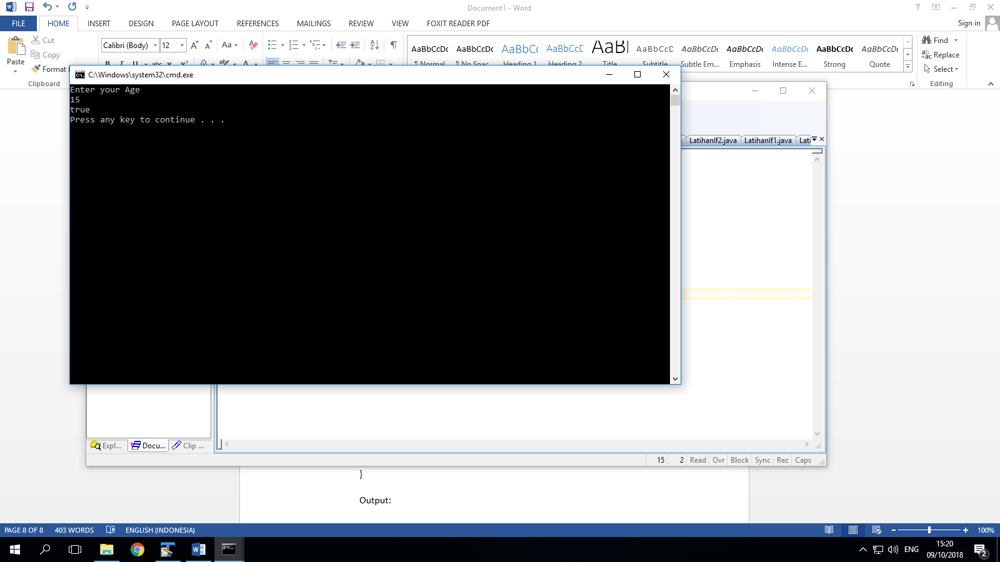 Document1 - Word
FILE HOME INSERT DESIGN PAGE LAYOUT REFERENCES MAILINGS REVIEW VIEW FOXIT READER PDF Sign in
Paste
Cut
Copy
Format
Clipboard
Calibri (Body) 12
AaBbCcDc AaBbCcDc AaBbCc AaBbCcD AaBl AaBbCcD AaBbCcDc AaBbCcDc AaBbCcDc AaBbCcDc AaBbCcDc
¶ Normal ¶ No Spac... Heading 1 Heading 2 Title Subtitle Subtle Em... Emphasis Intense E... Strong Quote
Find
Replace
Select
Editing
C:\Windows\system32\cmd.exe
Enter your Age
15
true
Press any key to continue . . .
LatihanIf2.java LatihanIf1.java Lati
Expl... Docu... Clip ...
15 2 Read Ovr Block Sync Rec Caps
}
Output:
PAGE 8 OF 8 403 WORDS ENGLISH (INDONESIA) 100%
ENG
15:20
09/10/2018
2